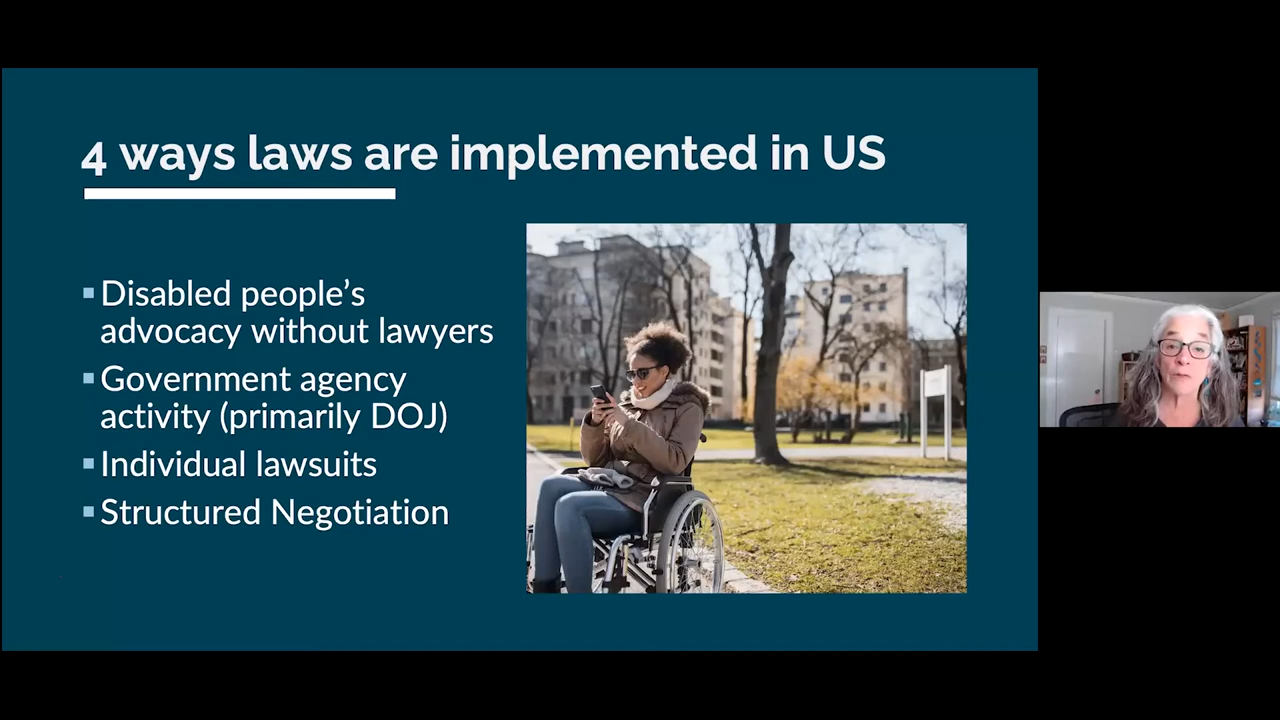 4 ways laws are implemented in US
Disabled people's
advocacy without lawyers
Government agency
activity (primarily DOJ)
Individual lawsuits
Structured Negotiation